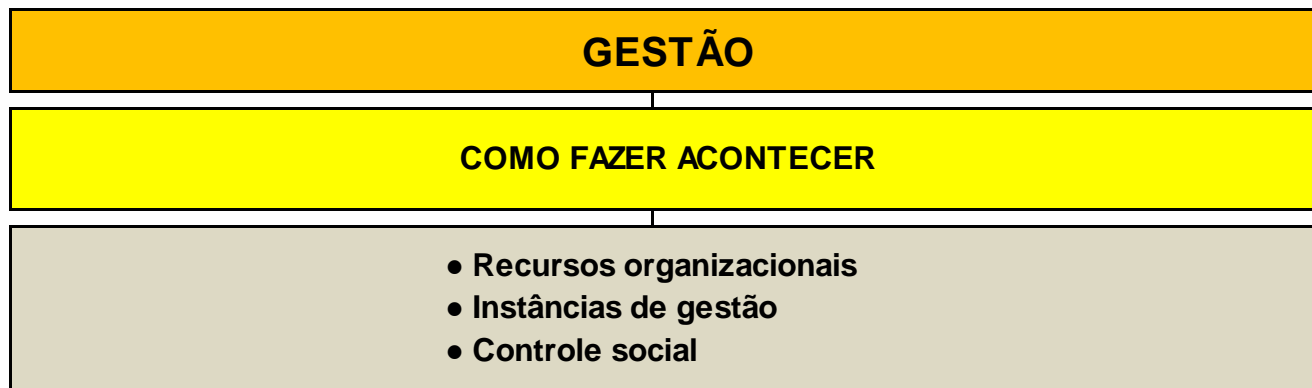 GESTÃO
COMO FAZER ACONTECER
● Recursos organizacionais
● Instâncias de gestão
● Controle social